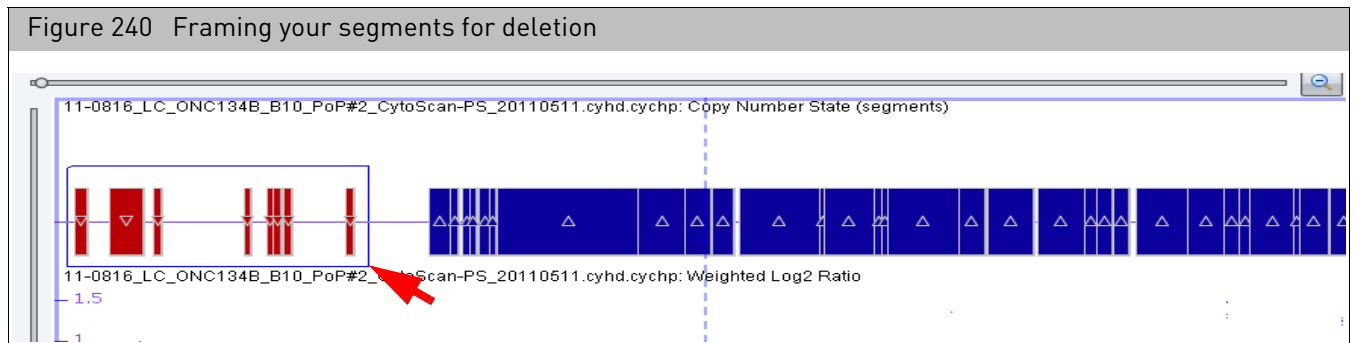 Figure 240 Framing your segments for deletion
11-0816_LC_ONC134B_B10_PoP#2_CytoScan-PS_20110511.cyhd.cychp: Copy Number State (segments)
11-0816_LC_ONC134B_B10_PoP#2_CytoScan-PS_20110511.cyhd.cychp: Weighted Log2 Ratio
1.5
1